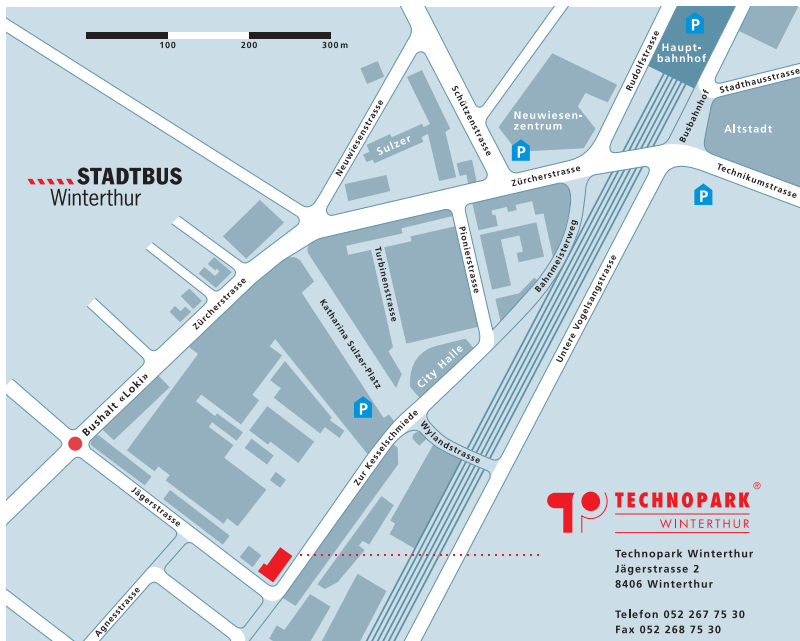 100 200 300 m
Haupt-
bahnhof
P
Rudolfstrasse
Busbahnhof
Stadthausstrasse
Altstadt
Technikumstrasse
P
Neuwiesen-
zentrum
P
Schützenstrasse
Neuwiesenstrasse
Sulzer
Zürcherstrasse
STADTBUS
Winterthur
Pionierstrasse
Turbinenstrasse
Bahnmeisterweg
Untere Vogelsangstrasse
Zürcherstrasse
Katharina Sulzer-Platz
City Halle
P
Bushalt «Loki»
Zur Kesselschmiede
Wylandstrasse
Jägerstrasse
Agnesstrasse
TECHNOPARK ®
WINTERTHUR
Technopark Winterthur
Jägerstrasse 2
8406 Winterthur
Telefon 052 267 75 30
Fax 052 268 75 30